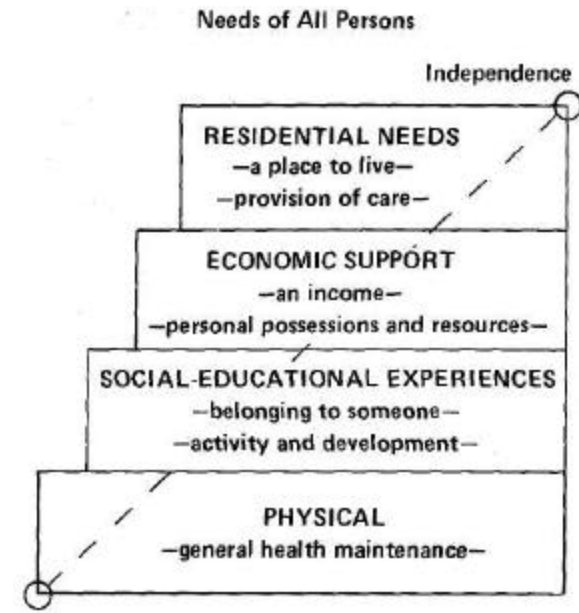 Needs of All Persons
Independence
RESIDENTIAL NEEDS
—a place to live—
—provision of care—
ECONOMIC SUPPORT
—an income—
—personal possessions and resources—
SOCIAL-EDUCATIONAL EXPERIENCES
—belonging to someone—
—activity and development—
PHYSICAL
—general health maintenance—